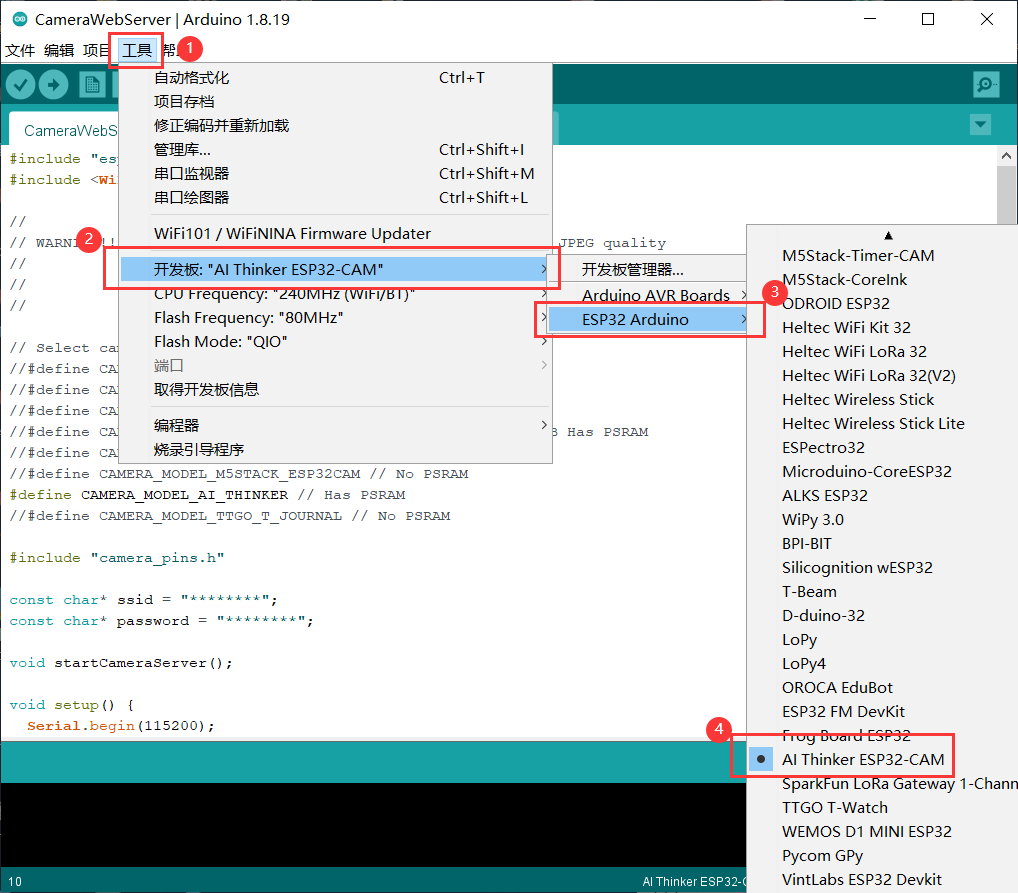 CameraWebServer | Arduino 1.8.19
文件 编辑 项目 工具
1
自动格式化 Ctrl+T
项目存档
修正编码并重新加载
管理库... Ctrl+Shift+I
串口监视器 Ctrl+Shift+M
串口绘图器 Ctrl+Shift+L
WiFi101 / WiFiNINA Firmware Updater
2
开发板: "AI Thinker ESP32-CAM"
CPU Frequency: "240MHz (WiFi/BT)"
Flash Frequency: "80MHz"
Flash Mode: "QIO"
端口
取得开发板信息
编程器
烧录引导程序
开发板管理器...
Arduino AVR Boards
3
ESP32 Arduino
M5Stack-Timer-CAM
M5Stack-CoreInk
ODROID ESP32
Heltec WiFi Kit 32
Heltec WiFi LoRa 32
Heltec WiFi LoRa 32(V2)
Heltec Wireless Stick
Heltec Wireless Stick Lite
ESPectro32
Microduino-CoreESP32
ALKS ESP32
WiPy 3.0
BPI-BIT
Silicognition wESP32
T-Beam
D-duino-32
LoPy
LoPy4
OROCA EduBot
ESP32 FM DevKit
Frog Board ESP32
4
AI Thinker ESP32-CAM
SparkFun LoRa Gateway 1-Chann
TTGO T-Watch
WEMOS D1 MINI ESP32
Pycom GPy
VintLabs ESP32 Devkit
CameraWebS
#include "es
#include <Wi
//
// WARN !! JPEG quality
//
//
//
// Select ca
//#define CA
//#define CA
//#define CA
//#define CA B Has PSRAM
//#define CA
//#define CAMERA_MODEL_M5STACK_ESP32CAM // No PSRAM
#define CAMERA_MODEL_AI_THINKER // Has PSRAM
//#define CAMERA_MODEL_TTGO_T_JOURNAL // No PSRAM
#include "camera_pins.h"
const char* ssid = "********";
const char* password = "********";
void startCameraServer();
void setup() {
Serial.begin(115200);
10 AI Thinker ESP32-C